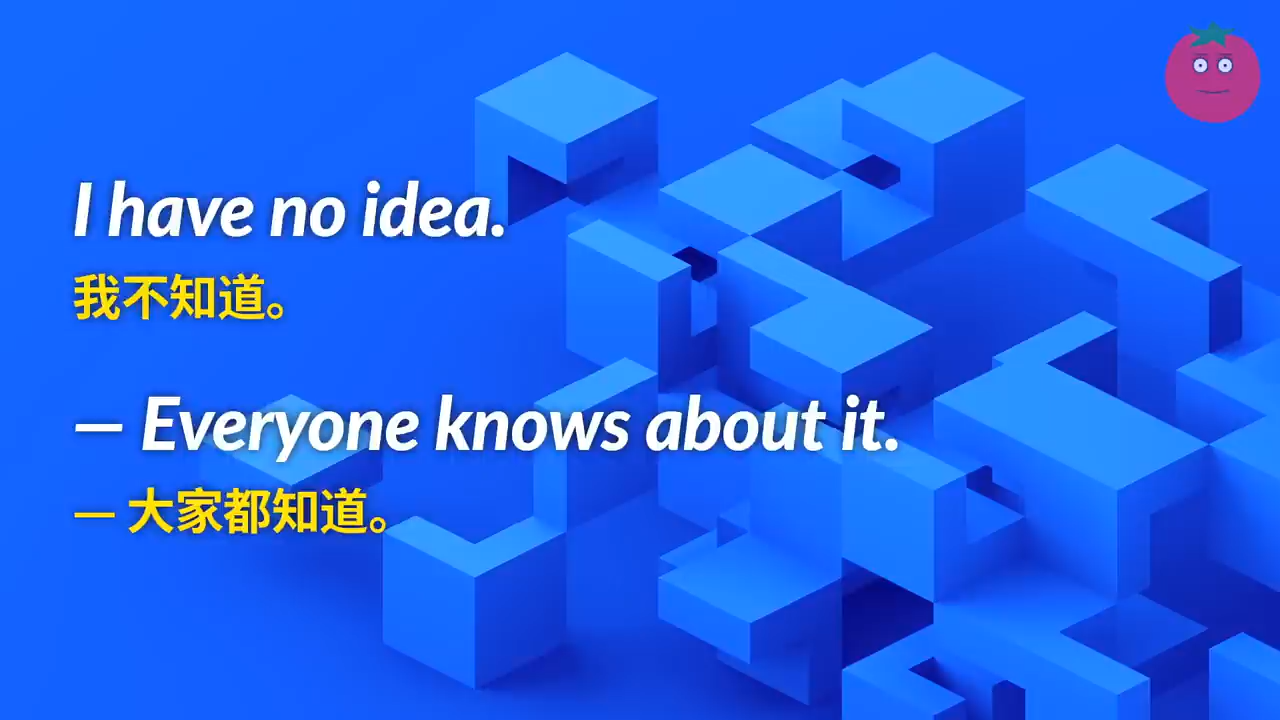 I have no idea.
我不知道。
— Everyone knows about it.
— 大家都知道。